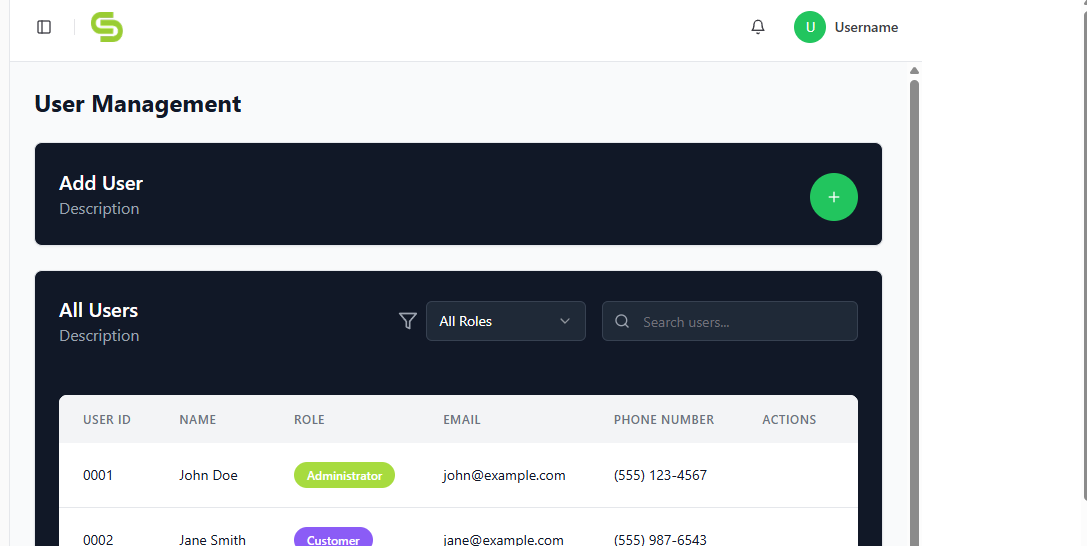 U Username
User Management
Add User
Description
+
All Users
Description
All Roles
Search users...
USER ID NAME ROLE EMAIL PHONE NUMBER ACTIONS
0001 John Doe Administrator john@example.com (555) 123-4567
0002 Jane Smith Customer jane@example.com (555) 987-6543